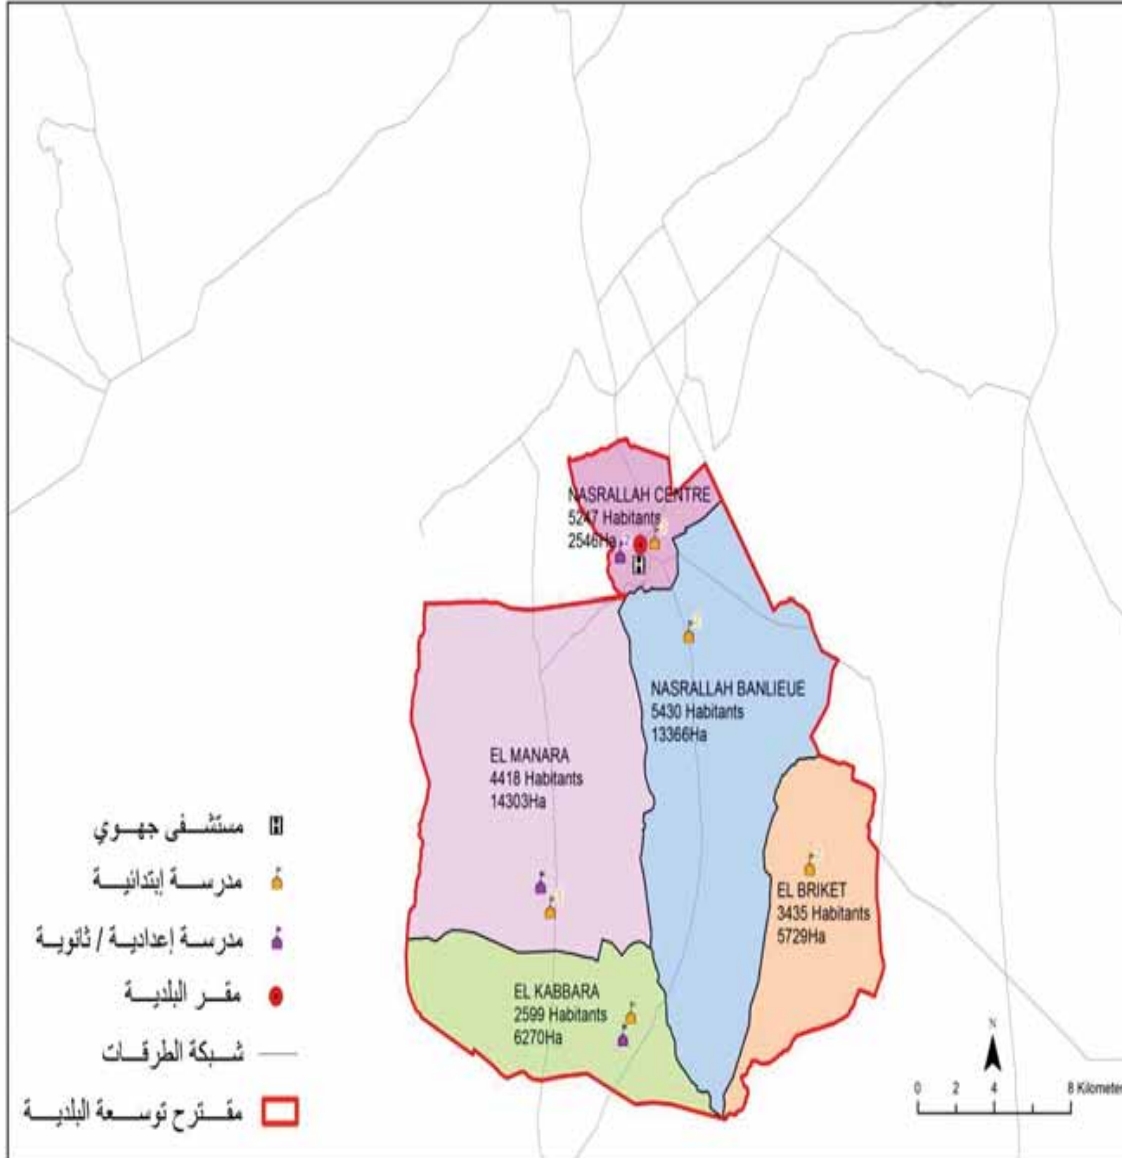 NASRALLAH CENTRE
5247 Habitants
2546Ha
NASRALLAH BANLIEUE
5430 Habitants
13366Ha
EL MANARA
4418 Habitants
14303Ha
EL BRIKET
3435 Habitants
5729Ha
EL KABBARA
2599 Habitants
6270Ha
مستشفى جهوي
مدرسة إبتدائية
مدرسة إعدادية / ثانوية
مقر البلدية
شبكة الطرقات
مقترح توسعة البلدية
N
0 2 4 8 Kilometer